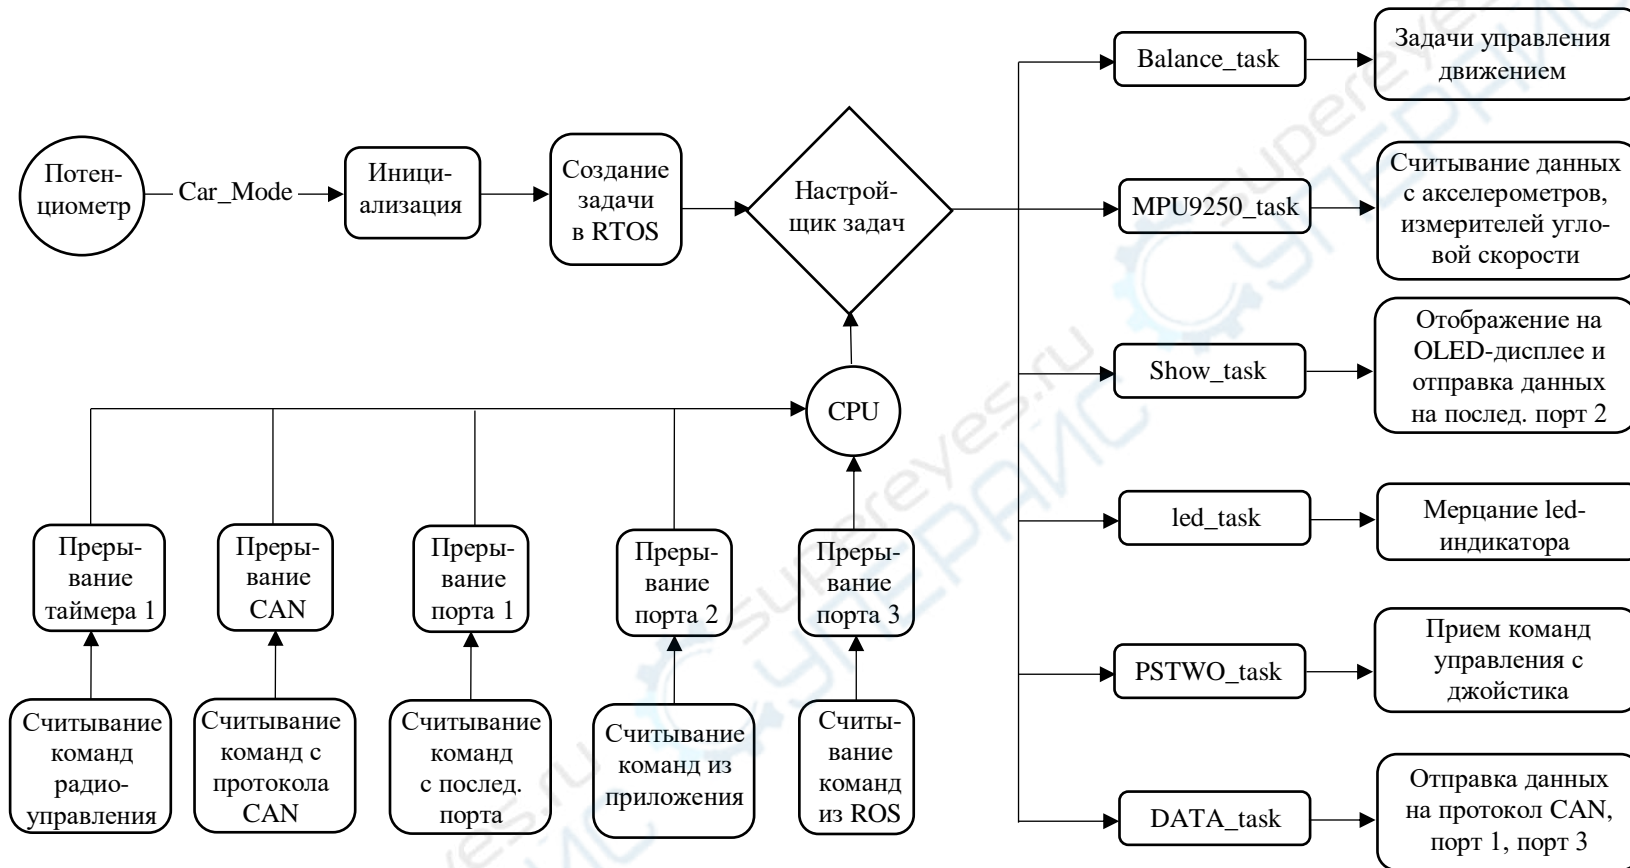 Потен-
циометр
Car_Mode
Иници-
ализация
Создание
задачи
в RTOS
Настрой-
щик задач
CPU
Преры-
вание
таймера 1
Преры-
вание
CAN
Преры-
вание
порта 1
Преры-
вание
порта 2
Преры-
вание
порта 3
Считывание
команд
радио-
управления
Считывание
команд с
протокола
CAN
Считывание
команд
с послед.
порта
Считывание
команд из
приложения
Считы-
вание
команд
из ROS
Balance_task
Задачи управления
движением
MPU9250_task
Считывание данных
с акселерометров,
измерителей угло-
вой скорости
Show_task
Отображение на
OLED-дисплее и
отправка данных
на послед. порт 2
led_task
Мерцание led-
индикатора
PSTWO_task
Прием команд
управления с
джойстика
DATA_task
Отправка данных
на протокол CAN,
порт 1, порт 3
supereyes.ru
СУПЕРАЙС